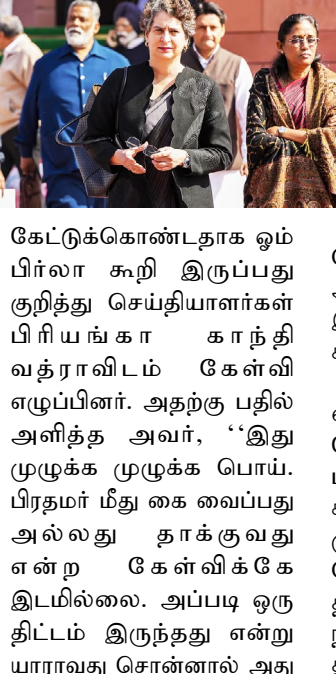 கேட்டுக்கொண்டதாக ஓம்
பிர்லா கூறி இருப்பது
குறித்து செய்தியாளர்கள்
பிரியங்கா காந்தி
வத்ராவிடம் கேள்வி
எழுப்பினர். அதற்கு பதில்
அளித்த அவர், ‘‘இது
முழுக்க முழுக்க பொய்.
பிரதமர் மீது கை வைப்பது
அல்லது தாக்குவது
என்ற கேள்விக்கே
இடமில்லை. அப்படி ஒரு
திட்டம் இருந்தது என்று
யாராவது சொன்னால் அது